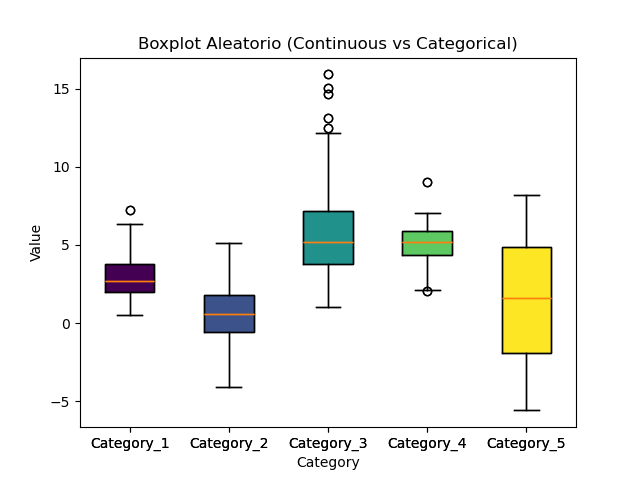 Boxplot Aleatorio (Continuous vs Categorical)
15
10
5
0
−5
Value
Category_1 Category_2 Category_3 Category_4 Category_5
Category